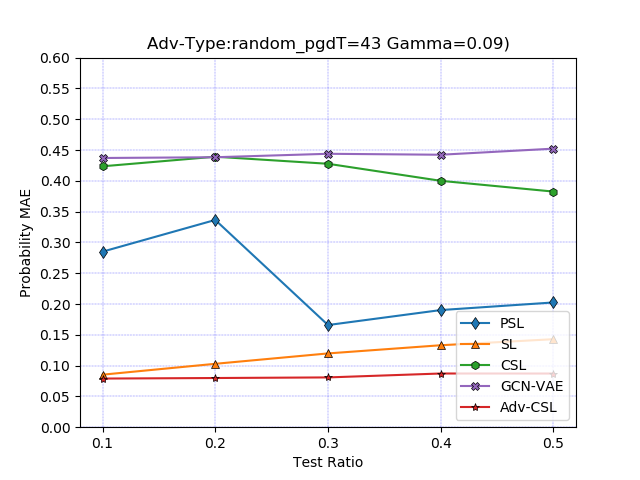 Adv-Type:random_pgdT=43 Gamma=0.09)
0.60
0.55
0.50
0.45
0.40
0.35
0.30
0.25
0.20
0.15
0.10
0.05
0.00
Probability MAE
PSL
SL
CSL
GCN-VAE
Adv-CSL
0.1 0.2 0.3 0.4 0.5
Test Ratio